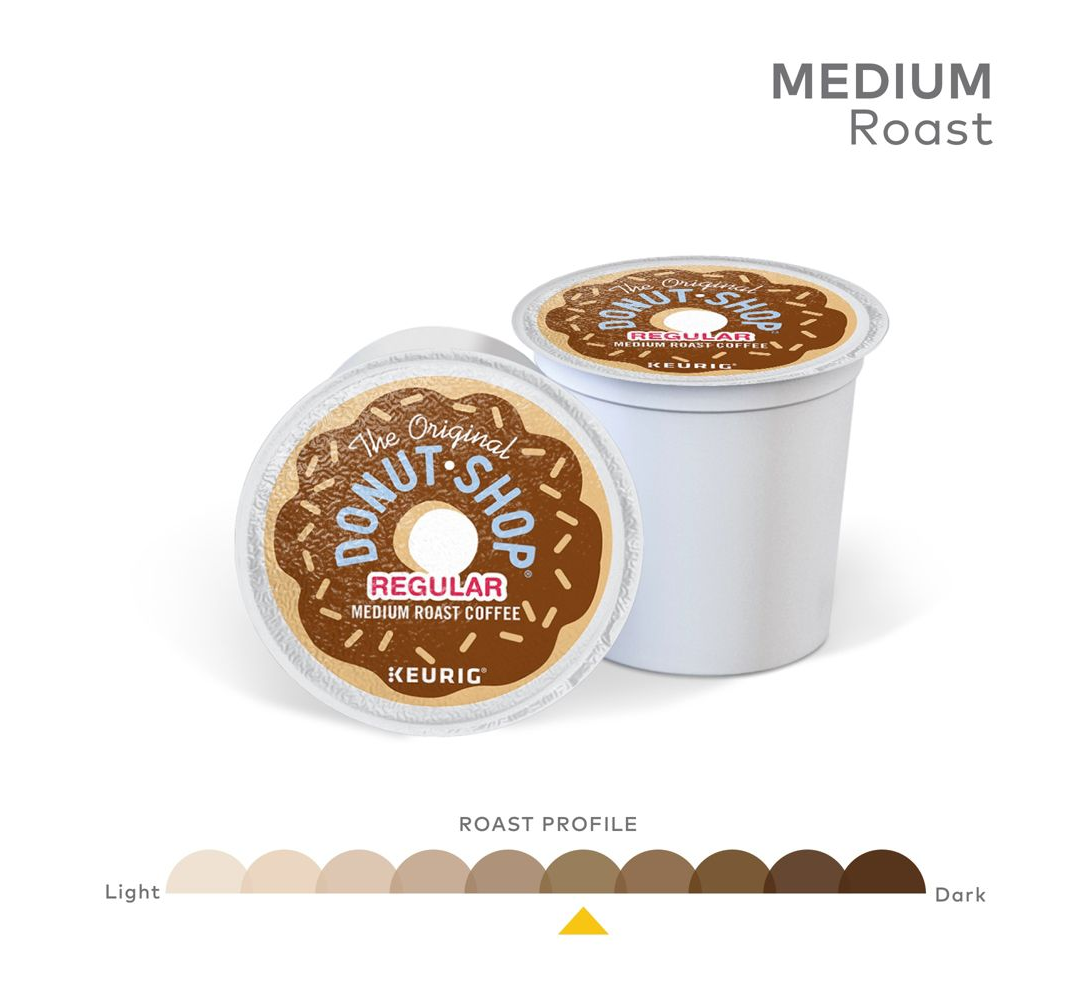 MEDIUM
Roast
The Original
DONUT·SHOP
REGULAR
MEDIUM ROAST COFFEE
KEURIG®
The Original
DONUT·SHOP®
REGULAR
MEDIUM ROAST COFFEE
KEURIG®
ROAST PROFILE
Light
Dark